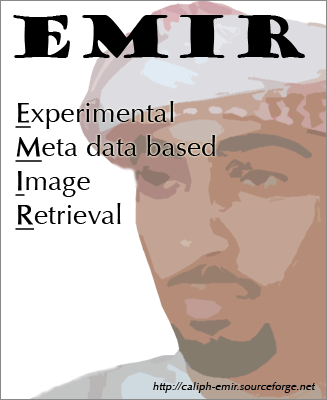 EMIR
Experimental
Meta data based
Image
Retrieval
http://caliph-emir.sourceforge.net